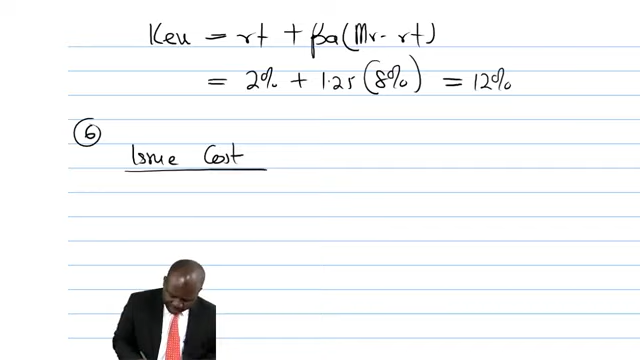 Keu = rf + βa(Mr - rf)
= 2% + 1.25(8%) = 12%
6
Issue Cost